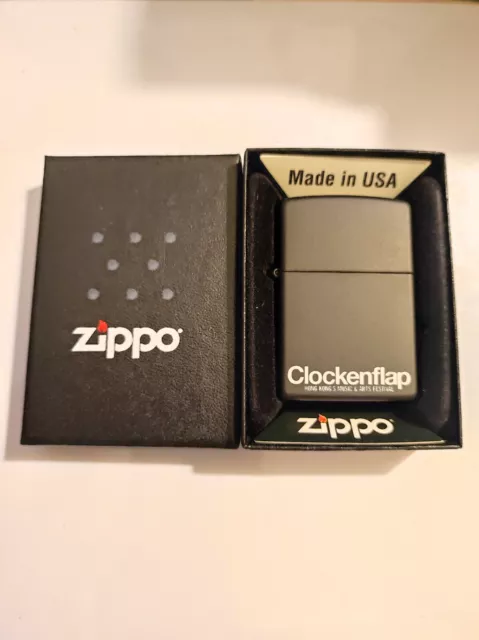 zippo
Made in USA
Clockenflap
HONG KONG'S MUSIC & ARTS FESTIVAL
zippo